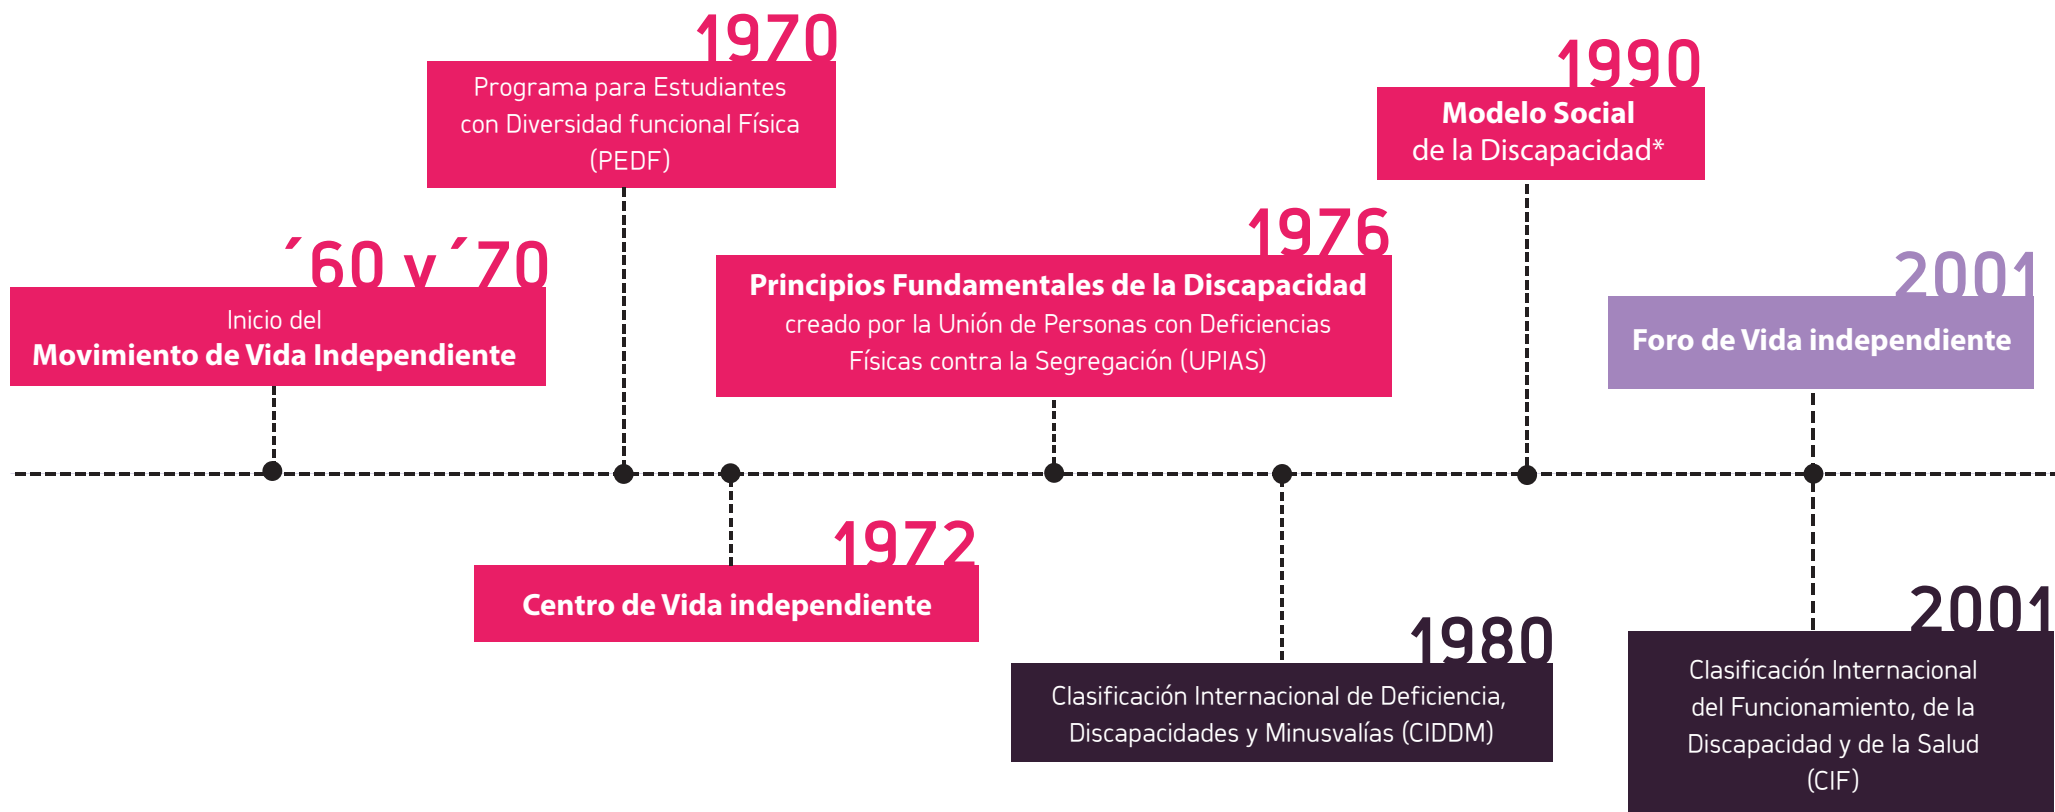 ´60 y ´70
Inicio del
Movimiento de Vida Independiente
1970
Programa para Estudiantes
con Diversidad funcional Física
(PEDF)
1972
Centro de Vida independiente
1976
Principios Fundamentales de la Discapacidad
creado por la Unión de Personas con Deficiencias
Físicas contra la Segregación (UPIAS)
1980
Clasificación Internacional de Deficiencia,
Discapacidades y Minusvalías (CIDDM)
1990
Modelo Social
de la Discapacidad*
2001
Foro de Vida independiente
2001
Clasificación Internacional
del Funcionamiento, de la
Discapacidad y de la Salud
(CIF)